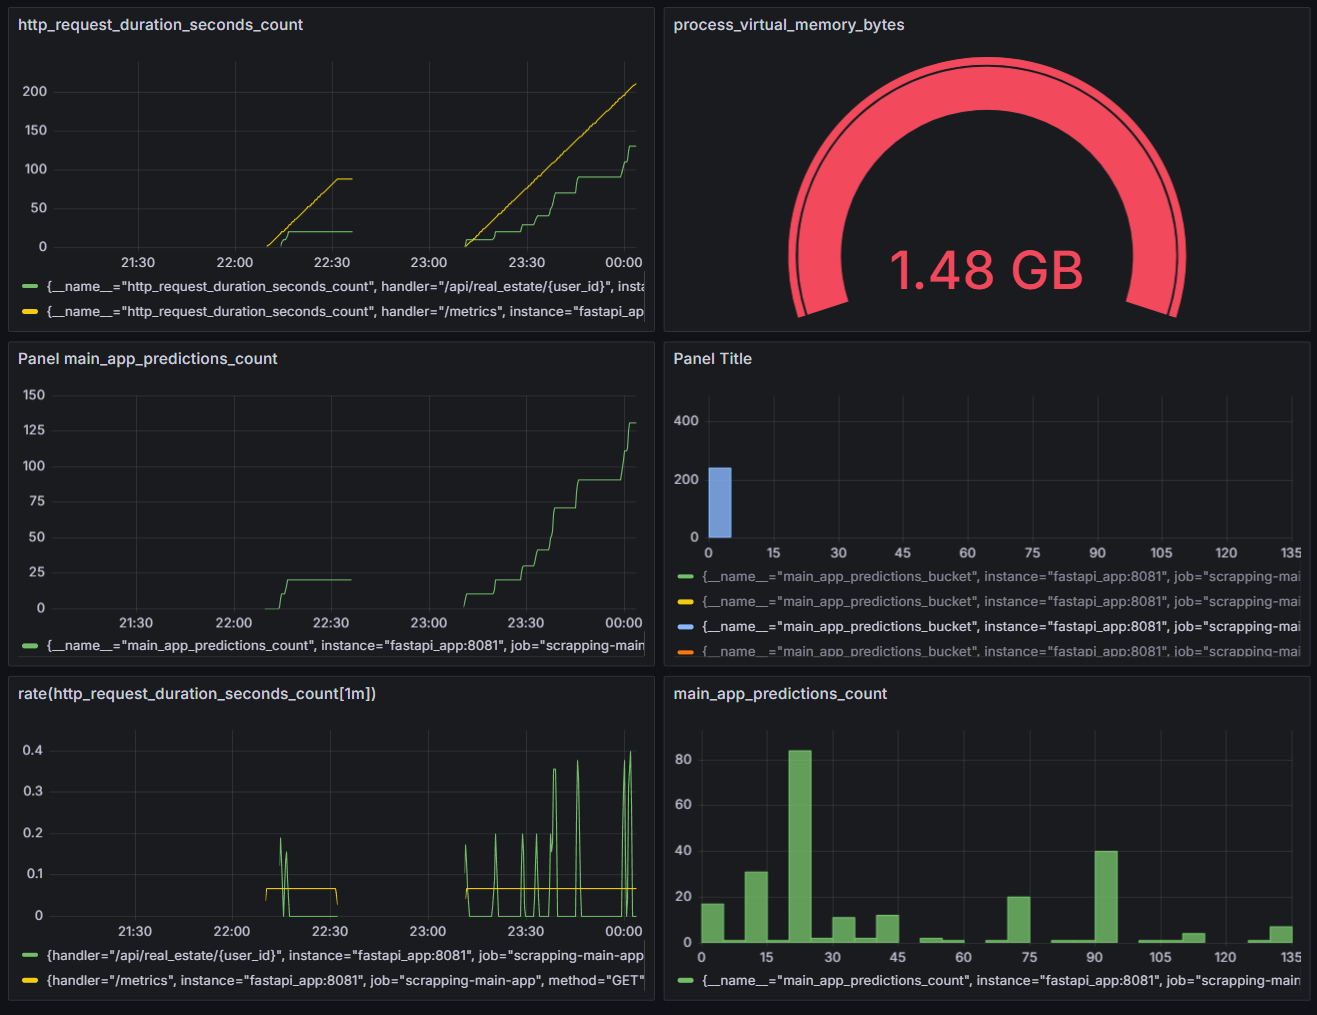 http_request_duration_seconds_count
200
150
100
50
0
21:30 22:00 22:30 23:00 23:30 00:00
{__name__="http_request_duration_seconds_count", handler="/api/real_estate/{user_id}", insta
{__name__="http_request_duration_seconds_count", handler="/metrics", instance="fastapi_ap
process_virtual_memory_bytes
1.48 GB
Panel main_app_predictions_count
150
125
100
75
50
25
0
21:30 22:00 22:30 23:00 23:30 00:00
{__name__="main_app_predictions_count", instance="fastapi_app:8081", job="scrapping-main
Panel Title
400
200
0
0 15 30 45 60 75 90 105 120 135
{__name__="main_app_predictions_bucket", instance="fastapi_app:8081", job="scrapping-mai
{__name__="main_app_predictions_bucket", instance="fastapi_app:8081", job="scrapping-mai
{__name__="main_app_predictions_bucket", instance="fastapi_app:8081", job="scrapping-mai
{__name__="main_app_predictions_bucket", instance="fastapi_app:8081", job="scrapping-mai
rate(http_request_duration_seconds_count[1m])
0.4
0.3
0.2
0.1
0
21:30 22:00 22:30 23:00 23:30 00:00
{handler="/api/real_estate/{user_id}", instance="fastapi_app:8081", job="scrapping-main-app
{handler="/metrics", instance="fastapi_app:8081", job="scrapping-main-app", method="GET"
main_app_predictions_count
80
60
40
20
0
0 15 30 45 60 75 90 105 120 135
{__name__="main_app_predictions_count", instance="fastapi_app:8081", job="scrapping-main